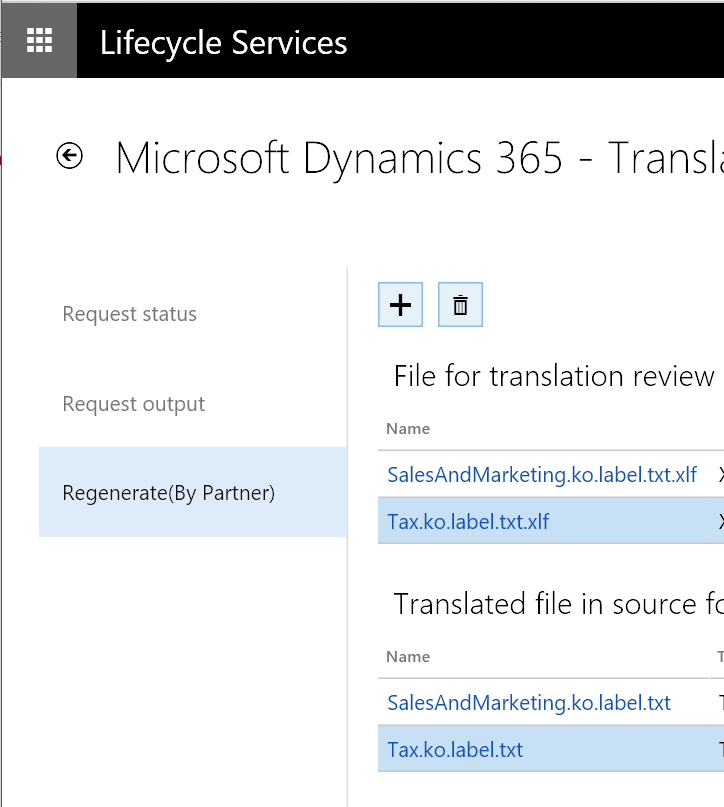 Lifecycle Services
Microsoft Dynamics 365 - Transla
Request status
Request output
Regenerate(By Partner)
File for translation review
Name
SalesAndMarketing.ko.label.txt.xlf
Tax.ko.label.txt.xlf
Translated file in source fo
Name
SalesAndMarketing.ko.label.txt
Tax.ko.label.txt